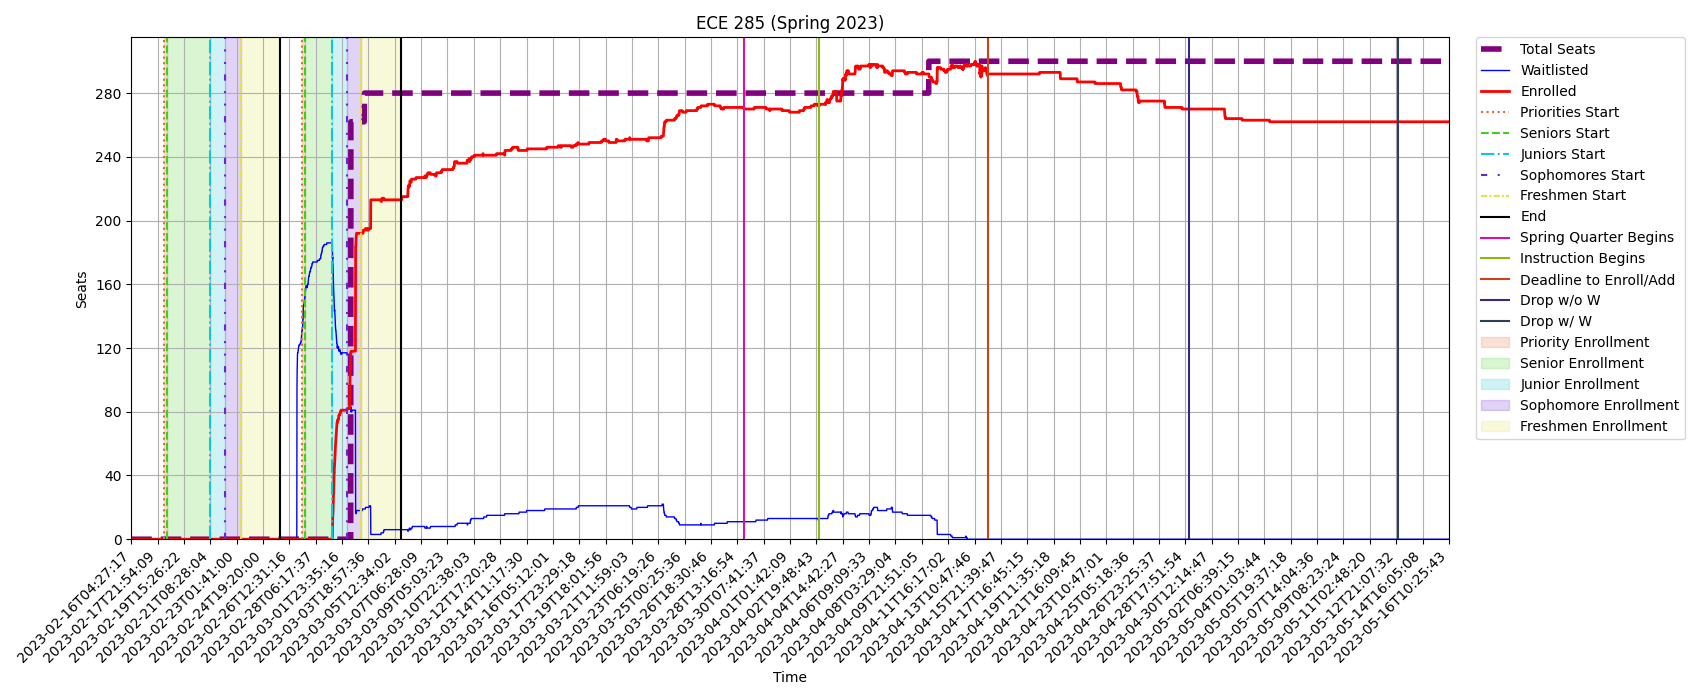 ECE 285 (Spring 2023)
Seats
280
240
200
160
120
80
40
0
2023-02-16T04:27:17
2023-02-17T21:54:09
2023-02-19T15:26:22
2023-02-21T08:28:04
2023-02-23T01:41:00
2023-02-24T19:20:00
2023-02-26T12:31:16
2023-02-28T06:17:37
2023-03-01T23:35:16
2023-03-03T18:57:36
2023-03-05T12:34:02
2023-03-07T06:28:09
2023-03-09T05:03:23
2023-03-10T22:38:03
2023-03-12T17:20:28
2023-03-14T11:17:30
2023-03-16T05:12:01
2023-03-17T23:29:18
2023-03-19T18:01:56
2023-03-21T11:59:03
2023-03-23T06:19:26
2023-03-25T00:25:36
2023-03-26T18:30:46
2023-03-28T13:16:54
2023-03-30T07:41:37
2023-04-01T01:42:09
2023-04-02T19:48:43
2023-04-04T14:42:27
2023-04-06T09:09:33
2023-04-08T03:29:04
2023-04-09T21:51:05
2023-04-11T16:17:02
2023-04-13T10:47:46
2023-04-15T21:39:47
2023-04-17T16:45:15
2023-04-19T11:35:18
2023-04-21T16:09:45
2023-04-23T10:47:01
2023-04-25T05:18:36
2023-04-26T23:25:37
2023-04-28T17:51:54
2023-04-30T12:14:47
2023-05-02T06:39:15
2023-05-04T01:03:44
2023-05-05T19:37:18
2023-05-07T14:04:36
2023-05-09T08:23:24
2023-05-11T02:48:20
2023-05-12T21:07:32
2023-05-14T16:05:08
2023-05-16T10:25:43
Time
Total Seats
Waitlisted
Enrolled
Priorities Start
Seniors Start
Juniors Start
Sophomores Start
Freshmen Start
End
Spring Quarter Begins
Instruction Begins
Deadline to Enroll/Add
Drop w/o W
Drop w/ W
Priority Enrollment
Senior Enrollment
Junior Enrollment
Sophomore Enrollment
Freshmen Enrollment